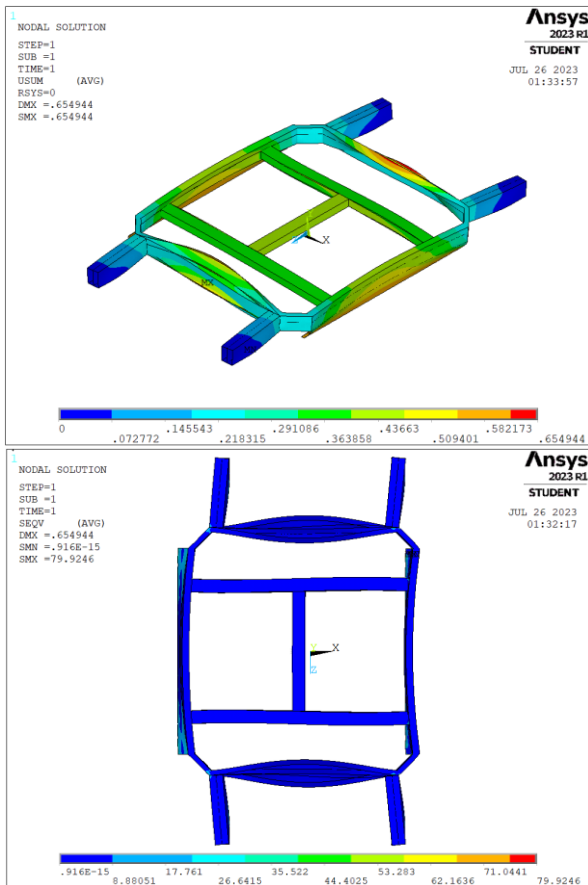 1
NODAL SOLUTION
STEP=1
SUB =1
TIME=1
USUM (AVG)
RSYS=0
DMX =.654944
SMX =.654944
Ansys
2023 R1
STUDENT
JUL 26 2023
01:33:57
Y
Z
X
MX
0 .145543 .291086 .43663 .582173
.072772 .218315 .363858 .509401 .654944
1
NODAL SOLUTION
STEP=1
SUB =1
TIME=1
SEQV (AVG)
DMX =.654944
SMN =.916E-15
SMX =79.9246
Ansys
2023 R1
STUDENT
JUL 26 2023
01:32:17
Y
X
Z
.916E-15 17.761 35.522 53.283 71.0441
8.88051 26.6415 44.4025 62.1636 79.9246